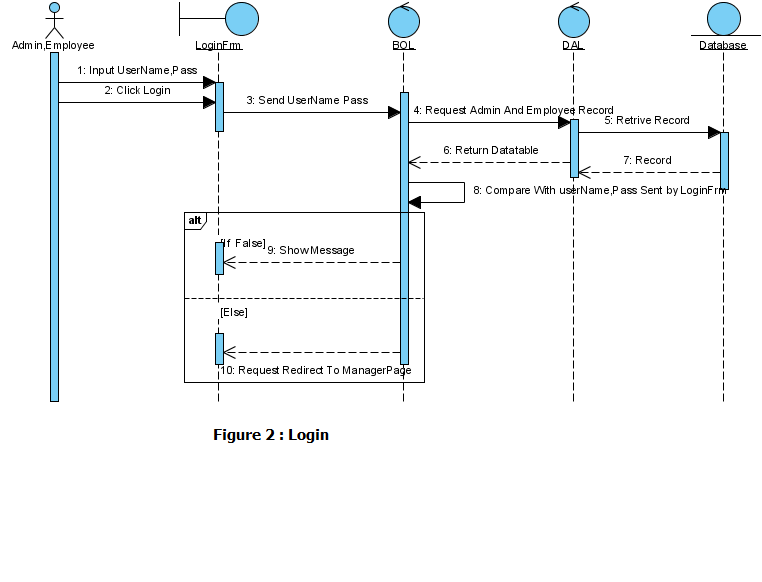 Admin,Employee
LoginFrm
BOL
DAL
Database
1: Input UserName,Pass
2: Click Login
3: Send UserName Pass
4: Request Admin And Employee Record
5: Retrive Record
6: Return Datatable
7: Record
8: Compare With userName,Pass Sent by LoginFrm
alt
[If False]
9: ShowMessage
[Else]
10: Request Redirect To ManagerPage
Figure 2 : Login